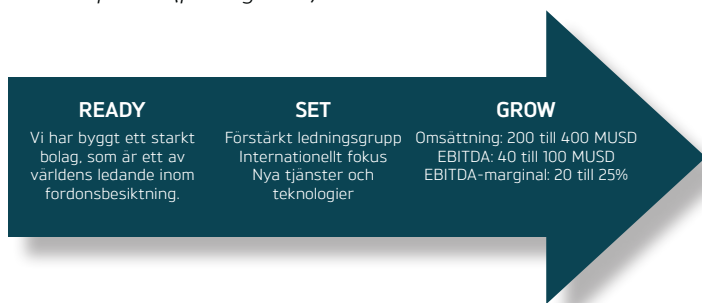 READY
Vi har byggt ett starkt
bolag, som är ett av
världens ledande inom
fordonsbesiktning.
SET
Förstärkt ledningsgrupp
Internationellt fokus
Nya tjänster och
teknologier
GROW
Omsättning: 200 till 400 MUSD
EBITDA: 40 till 100 MUSD
EBITDA-marginal: 20 till 25%